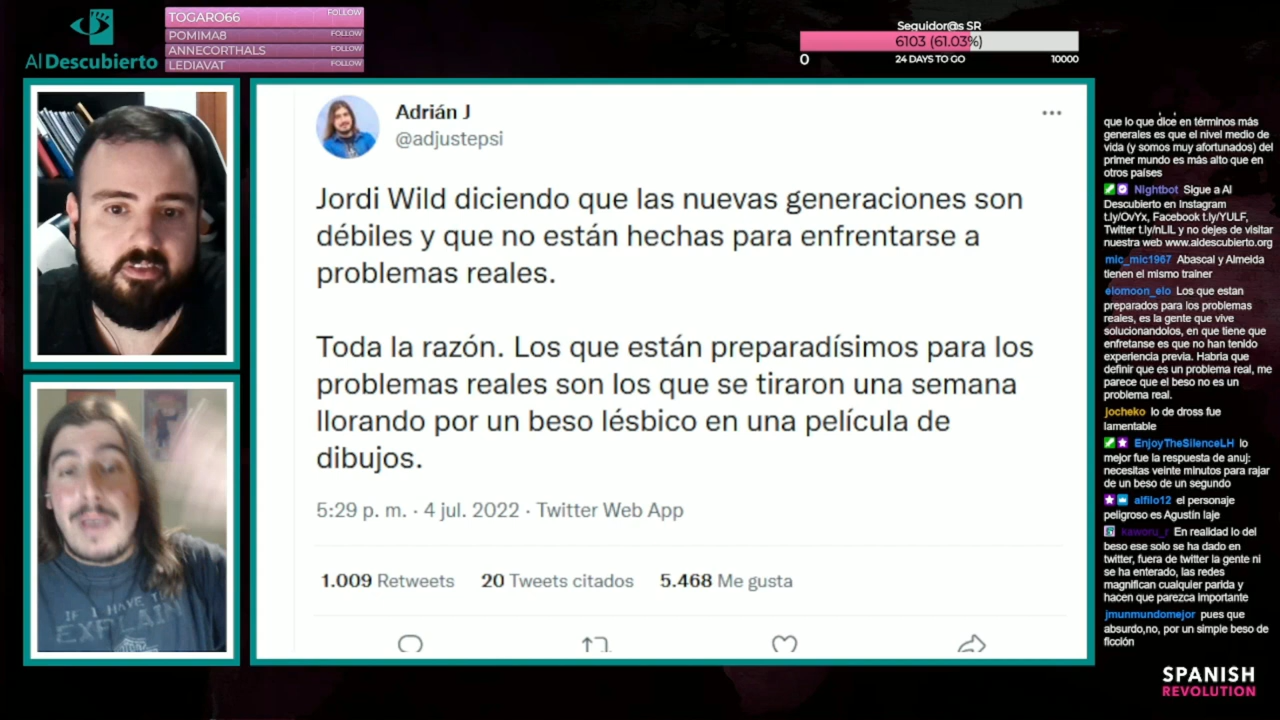 Al Descubierto
TOGARO66 FOLLOW
POMIMA8 FOLLOW
ANNECORTHALS FOLLOW
LEDIAVAT FOLLOW
Seguidor@s SR
6103 (61.03%)
0 24 DAYS TO GO 10000
Adrián J
@adjustepsi
Jordi Wild diciendo que las nuevas generaciones son
débiles y que no están hechas para enfrentarse a
problemas reales.
Toda la razón. Los que están preparadísimos para los
problemas reales son los que se tiraron una semana
llorando por un beso lésbico en una película de
dibujos.
5:29 p. m. · 4 jul. 2022 · Twitter Web App
1.009 Retweets 20 Tweets citados 5.468 Me gusta
IF I HAVE TO
EXPLAIN
que lo que dice en términos más
generales es que el nivel medio de
vida (y somos muy afortunados) del
primer mundo es más alto que en
otros países
Nightbot Sigue a Al
Descubierto en Instagram
t.ly/OvYx, Facebook t.ly/YULF,
Twitter t.ly/nLIL y no dejes de visitar
nuestra web www.aldescubierto.org
mic_mic1967 Abascal y Almeida
tienen el mismo trainer
elomoon_elo Los que estan
preparados para los problemas
reales, es la gente que vive
solucionandolos, en que tiene que
enfretanse es que no han tenido
experiencia previa. Habria que
definir que es un problema real, me
parece que el beso no es un
problema real.
jocheko lo de dross fue
lamentable
EnjoyTheSilenceLH lo
mejor fue la respuesta de anuj:
necesitas veinte minutos para rajar
de un beso de un segundo
alfilo12 el personaje
peligroso es Agustín laje
kaworu_r En realidad lo del
beso ese solo se ha dado en
twitter, fuera de twitter la gente ni
se ha enterado, las redes
magnifican cualquier parida y
hacen que parezca importante
jmunmundomejor pues que
absurdo,no, por un simple beso de
ficción
SPANISH
REVOLUTION